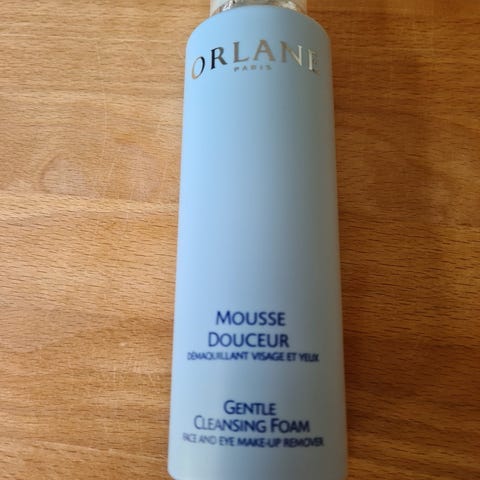 ORLANE
PARIS
MOUSSE
DOUCEUR
DÉMAQUILLANT VISAGE ET YEUX
GENTLE
CLEANSING FOAM
FACE AND EYE MAKE-UP REMOVER